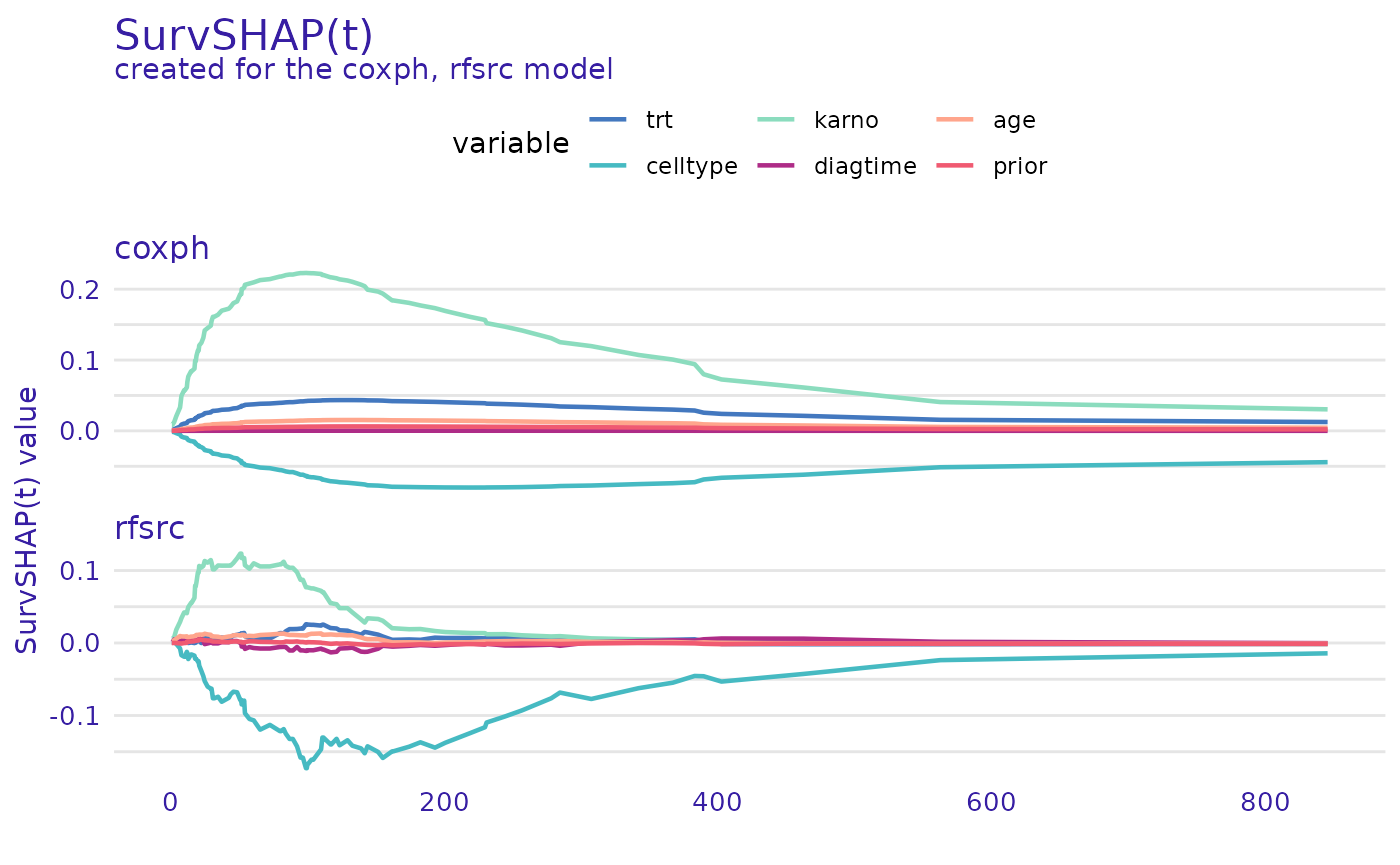 SurvSHAP(t)
created for the coxph, rfsrc model
variable
trt
karno
age
celltype
diagtime
prior
coxph
0.2
0.1
0.0
SurvSHAP(t) value
rfsrc
0.1
0.0
-0.1
0
200
400
600
800